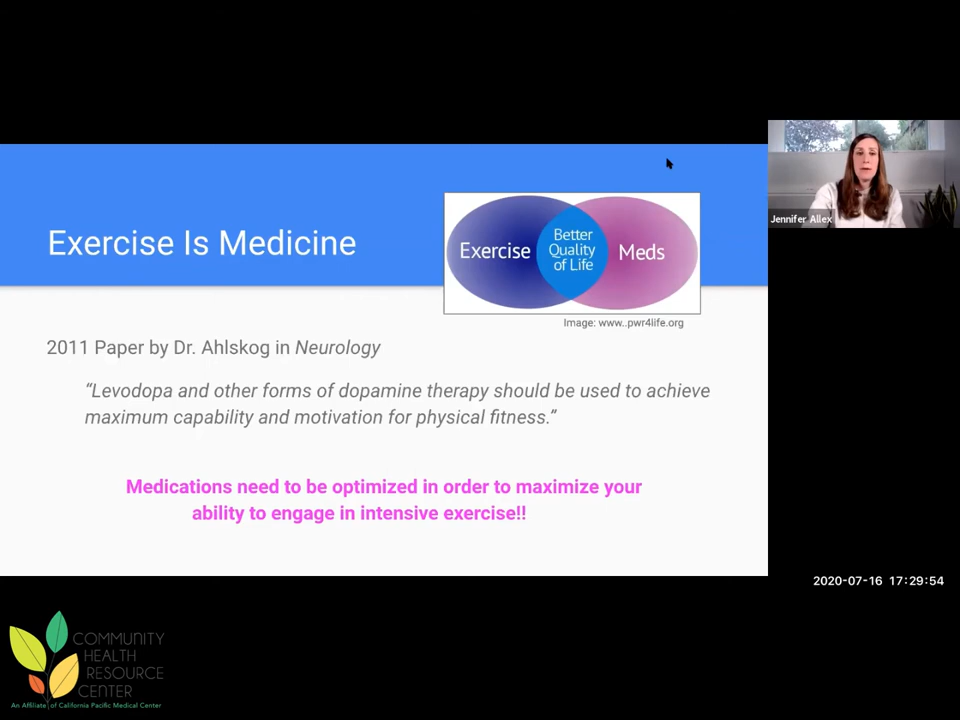 Exercise Is Medicine
Exercise
Better
Quality
of Life
Meds
Image: www..pwr4life.org
2011 Paper by Dr. Ahlskog in Neurology
“Levodopa and other forms of dopamine therapy should be used to achieve
maximum capability and motivation for physical fitness.”
Medications need to be optimized in order to maximize your
ability to engage in intensive exercise!!
Jennifer Allex
2020-07-16 17:29:54
COMMUNITY
HEALTH
RESOURCE
CENTER
An Affiliate of California Pacific Medical Center